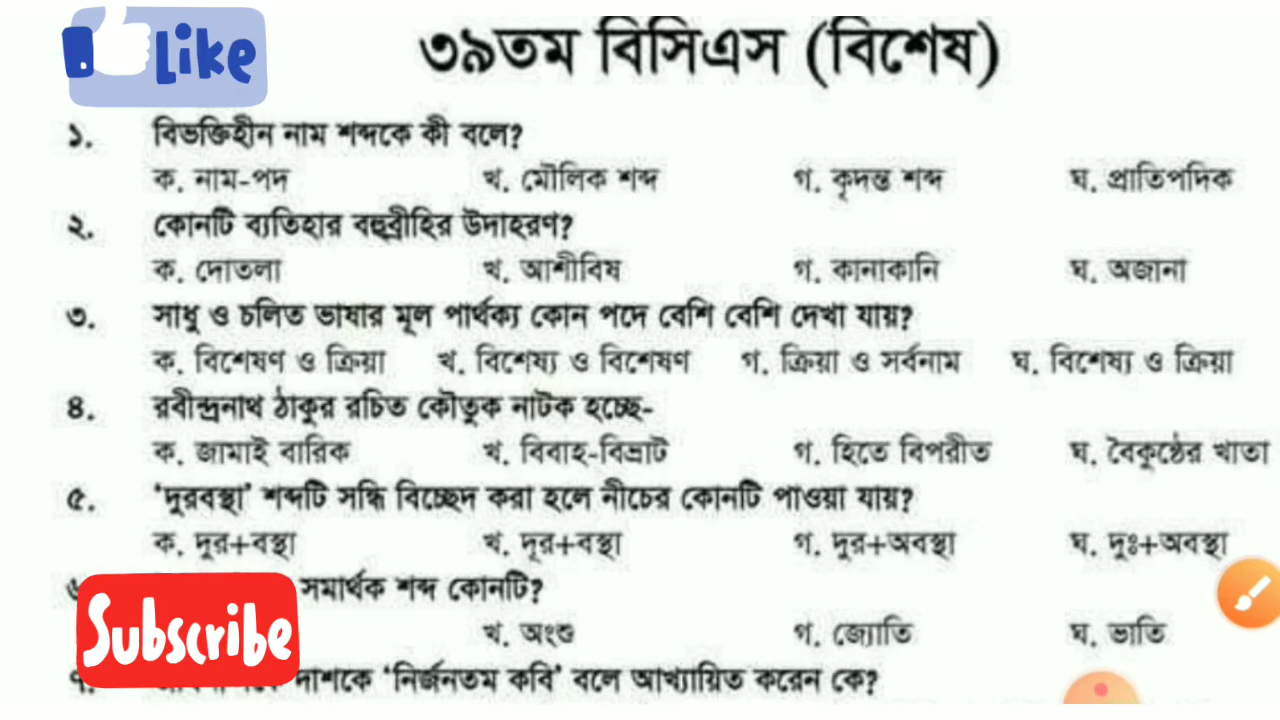 Like
৩৯তম বিসিএস (বিশেষ)
১. বিভক্তিহীন নাম শব্দকে কী বলে?
ক. নাম-পদ খ. মৌলিক শব্দ গ. কৃদন্ত শব্দ ঘ. প্রাতিপদিক
২. কোনটি ব্যতিহার বহুব্রীহির উদাহরণ?
ক. দোতলা খ. আশীবিষ গ. কানাকানি ঘ. অজানা
৩. সাধু ও চলিত ভাষার মূল পার্থক্য কোন পদে বেশি বেশি দেখা যায়?
ক. বিশেষণ ও ক্রিয়া খ. বিশেষ্য ও বিশেষণ গ. ক্রিয়া ও সর্বনাম ঘ. বিশেষ্য ও ক্রিয়া
৪. রবীন্দ্রনাথ ঠাকুর রচিত কৌতুক নাটক হচ্ছে-
ক. জামাই বারিক খ. বিবাহ-বিভ্রাট গ. হিতে বিপরীত ঘ. বৈকুণ্ঠের খাতা
৫. ‘দুরবস্থা’ শব্দটি সন্ধি বিচ্ছেদ করা হলে নীচের কোনটি পাওয়া যায়?
ক. দুর+বস্থা খ. দূর+বস্থা গ. দুর+অবস্থা ঘ. দুঃ+অবস্থা
সমার্থক শব্দ কোনটি?
Subscribe
খ. অংশু গ. জ্যোতি ঘ. ভাতি
৭. দাশকে ‘নির্জনতম কবি’ বলে আখ্যায়িত করেন কে?